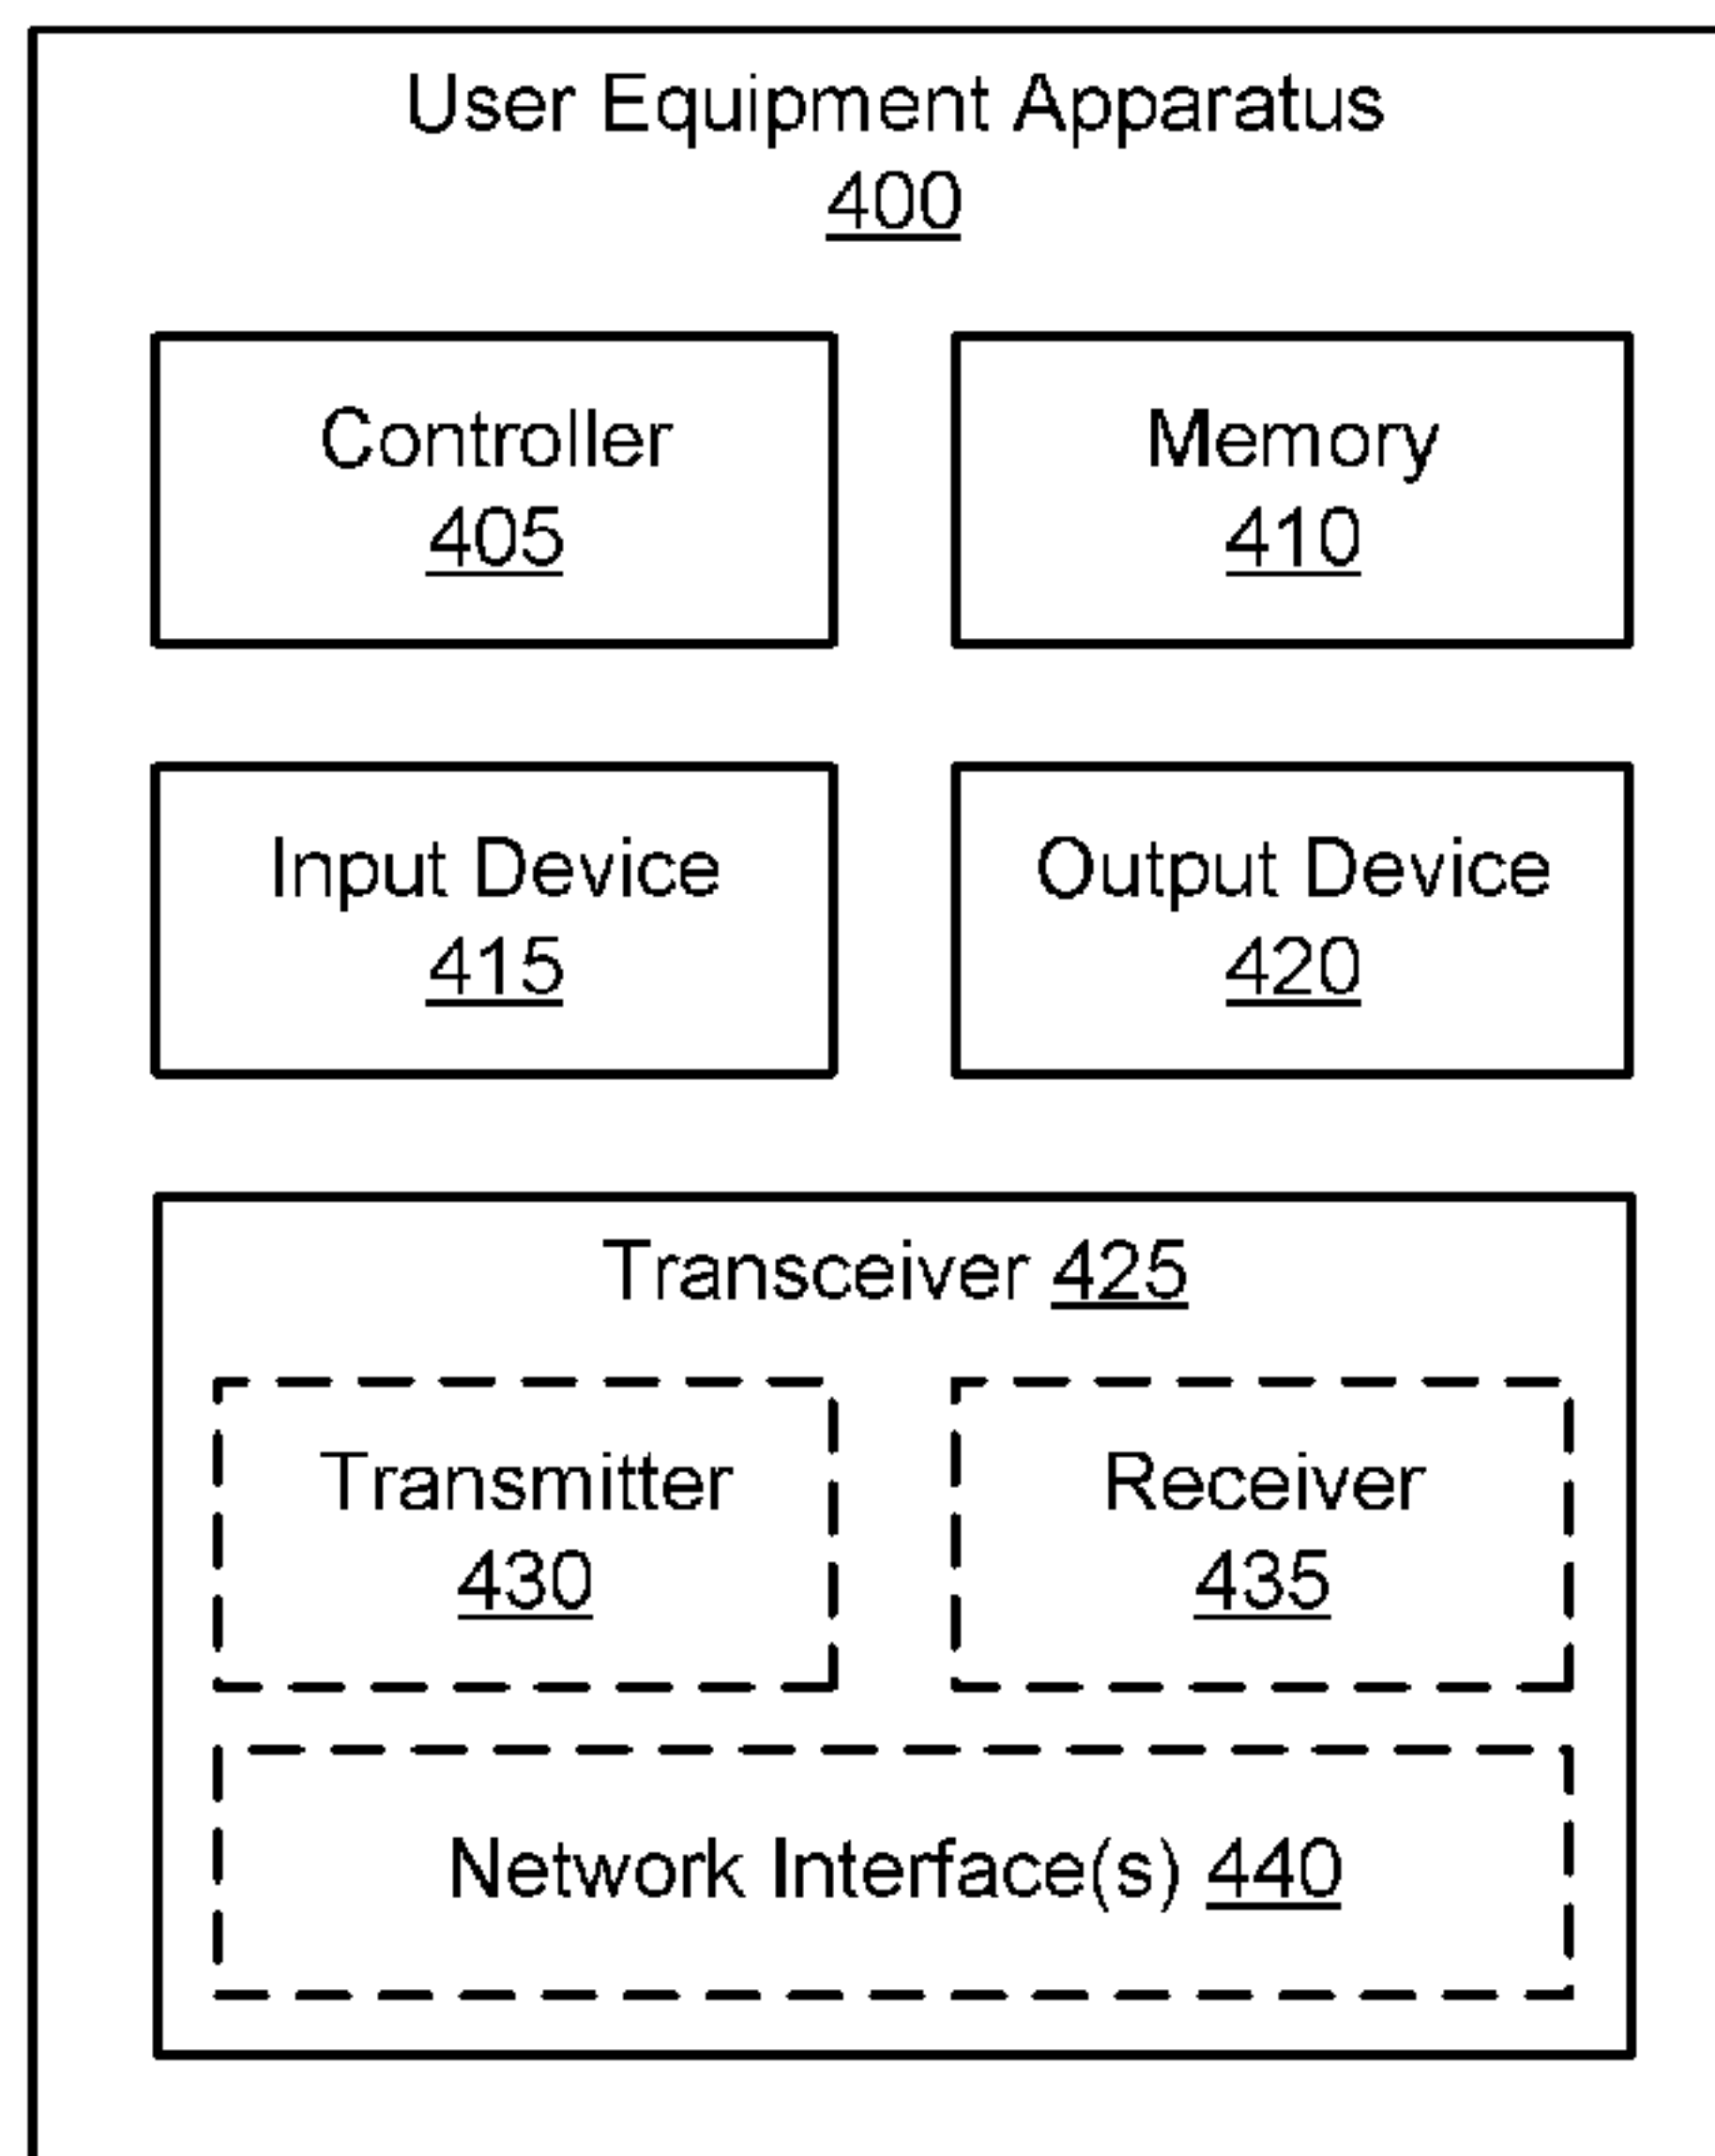 User Equipment Apparatus
400
Controller
405
Memory
410
Input Device
415
Output Device
420
Transceiver 425
Transmitter
430
Receiver
435
Network Interface(s) 440